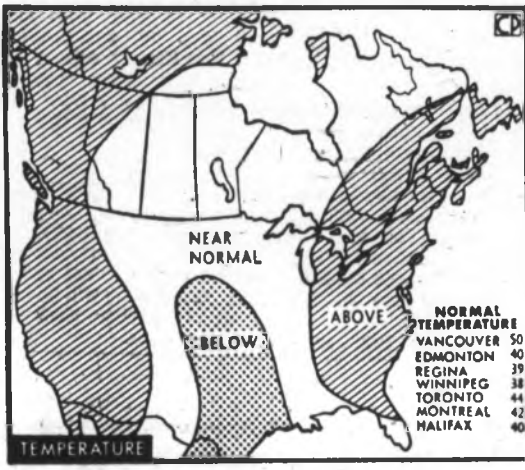 CP
NEAR
NORMAL
BELOW
ABOVE
NORMAL
TEMPERATURE
VANCOUVER 50
EDMONTON 40
REGINA 39
WINNIPEG 38
TORONTO 44
MONTREAL 42
HALIFAX 40
TEMPERATURE